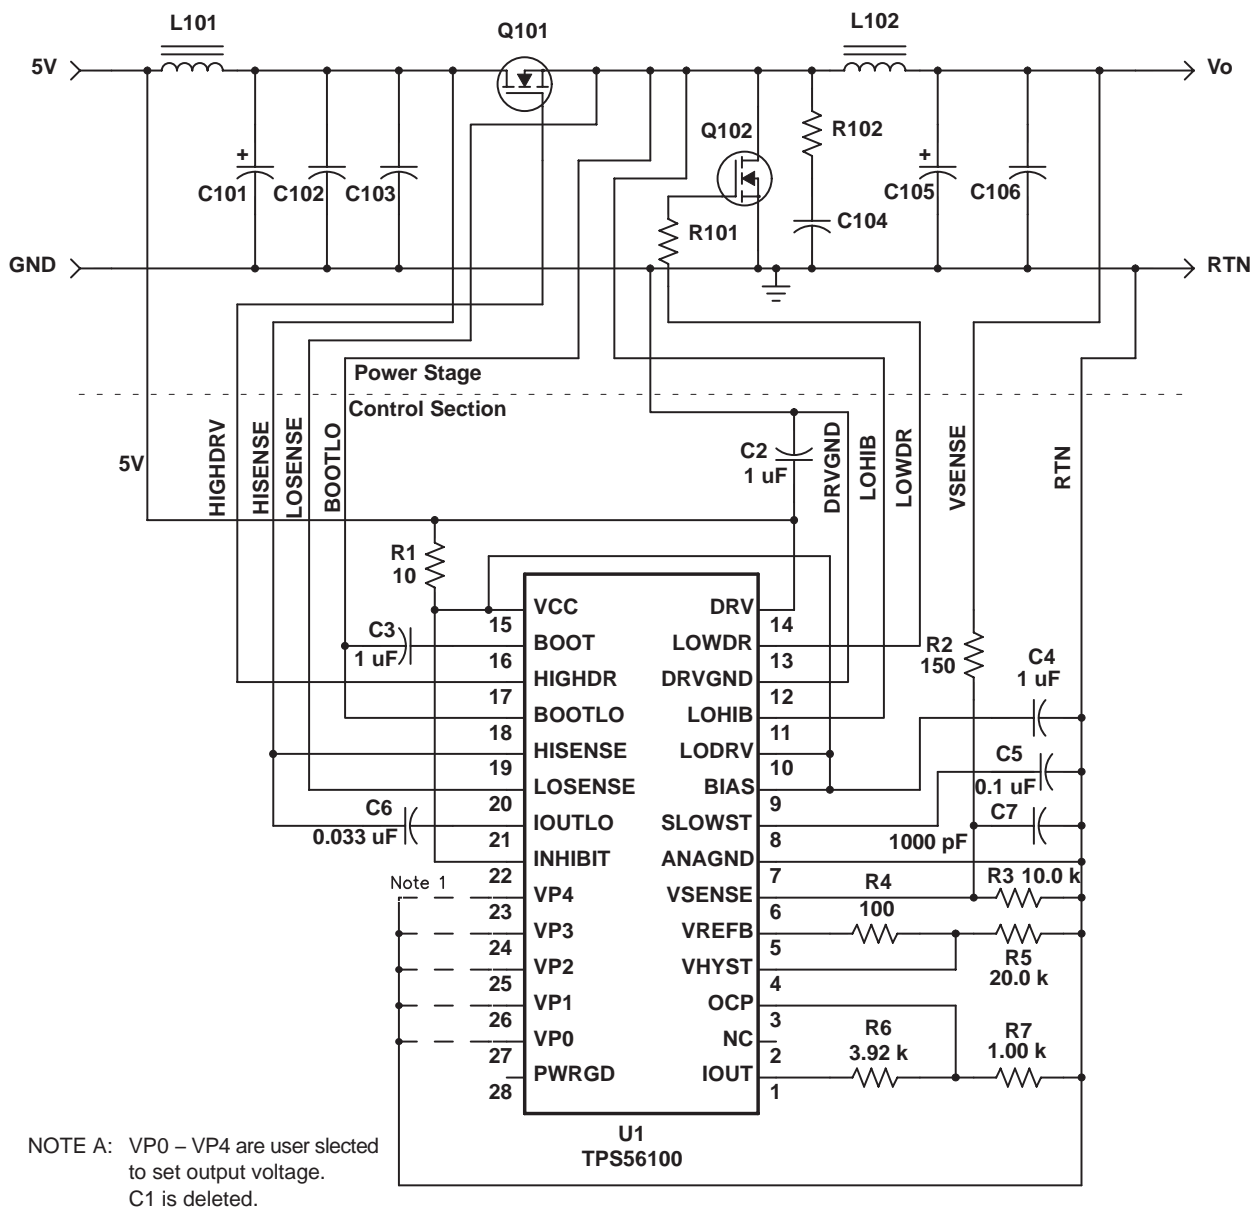 L101
Q101
L102
5V
Vo
Q102
R102
+
C101
C102
C103
+
C105
C106
R101
C104
GND
RTN
Power Stage
Control Section
HIGHDRV
HISENSE
LOSENSE
BOOTLO
DRVGND
LOHIB
LOWDR
VSENSE
RTN
5V
C2
1 uF
R1
10
VCC
15
DRV
14
C3
1 uF
BOOT
16
LOWDR
13
R2
150
C4
1 uF
HIGHDR
17
DRVGND
12
BOOTLO
18
LOHIB
11
HISENSE
19
LODRV
10
C5
0.1 uF
LOSENSE
20
BIAS
9
C6
0.033 uF
IOUTLO
21
SLOWST
8
C7
1000 pF
INHIBIT
22
ANAGND
7
Note 1
R4
100
R3 10.0 k
VP4
23
VSENSE
6
VP3
24
VREFB
5
R5
20.0 k
VP2
25
VHYST
4
VP1
26
OCP
3
VP0
27
NC
2
R6
3.92 k
R7
1.00 k
PWRGD
28
IOUT
1
U1
TPS56100
NOTE A: VP0 – VP4 are user slected
to set output voltage.
C1 is deleted.